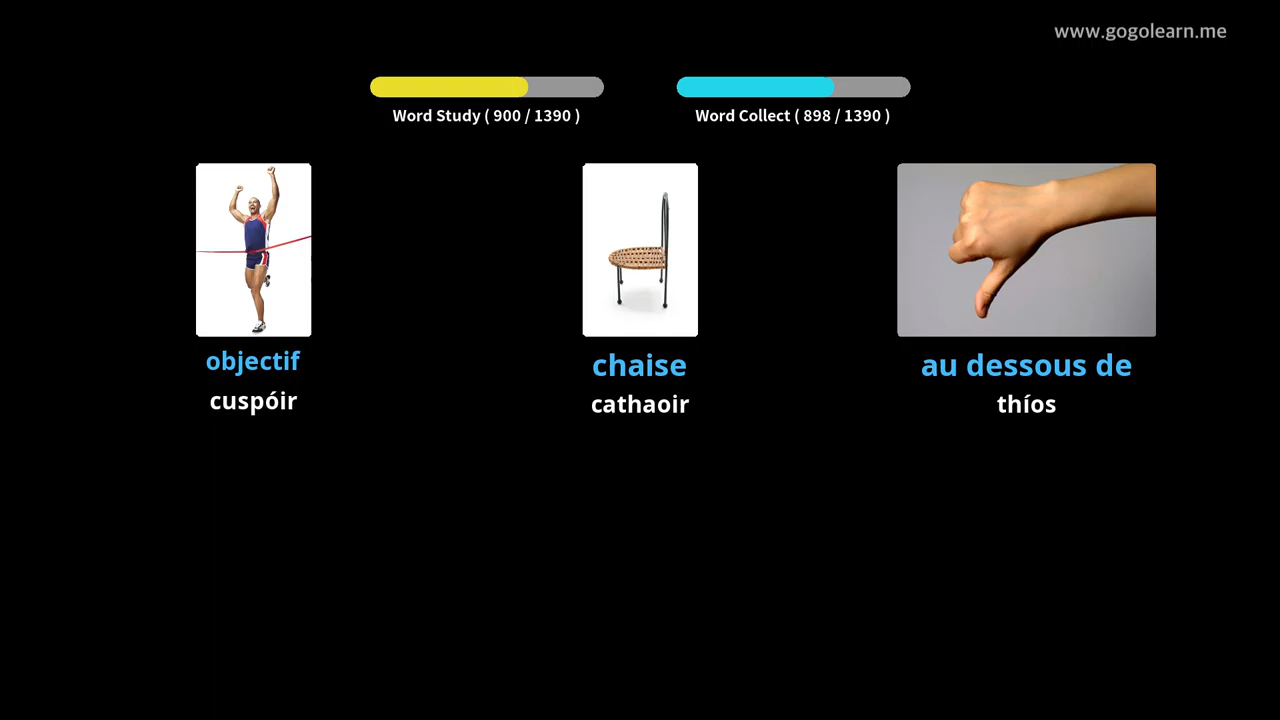 www.gogolearn.me
Word Study ( 900 / 1390 )
Word Collect ( 898 / 1390 )
objectif
cuspóir
chaise
cathaoir
au dessous de
thíos